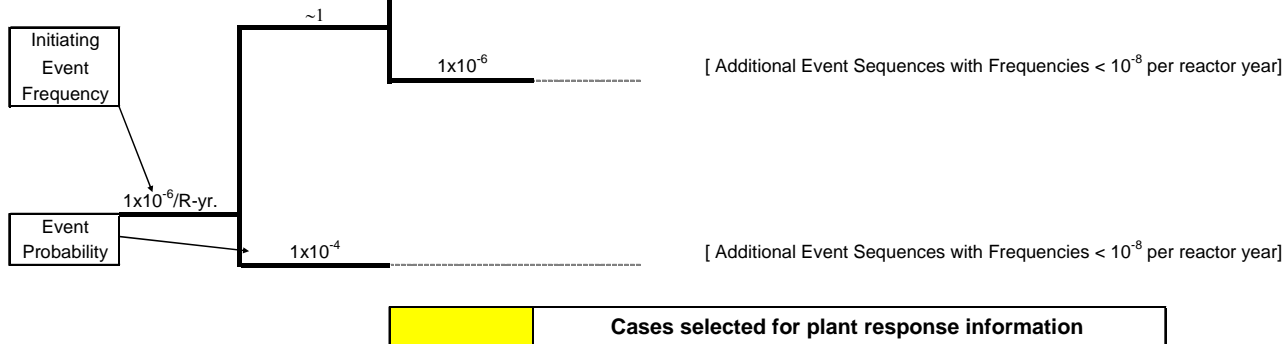 ~1
Initiating
Event
Frequency
1x10⁻⁶
[ Additional Event Sequences with Frequencies < 10⁻⁸ per reactor year]
1x10⁻⁶/R-yr.
Event
Probability
1x10⁻⁴
[ Additional Event Sequences with Frequencies < 10⁻⁸ per reactor year]
Cases selected for plant response information